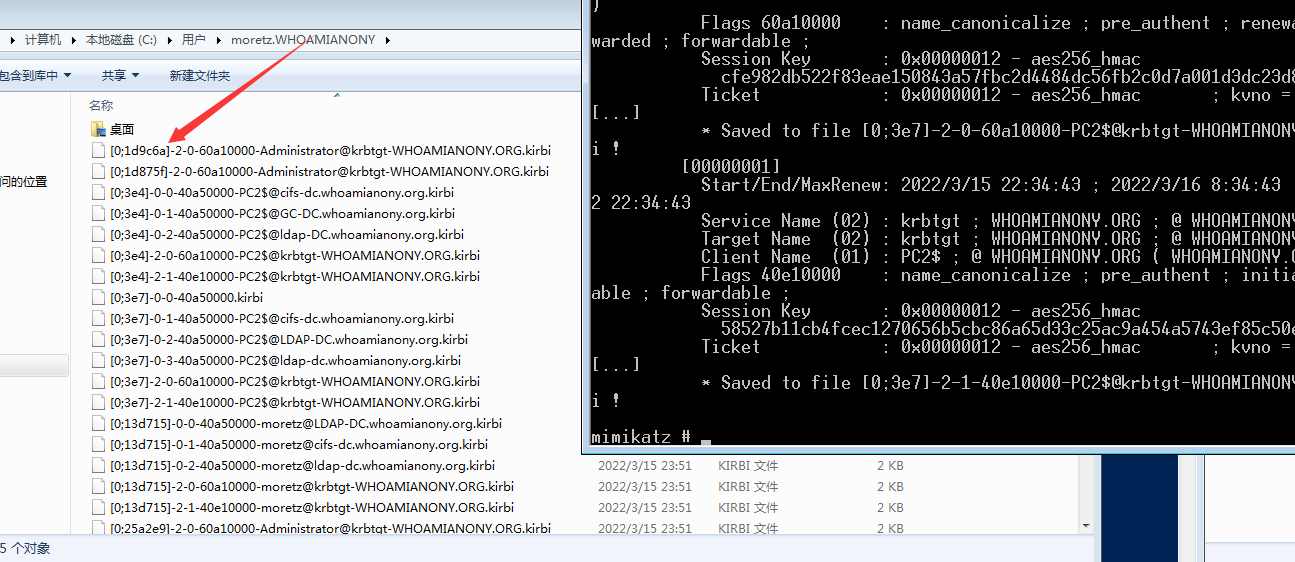 计算机 本地磁盘 (C:) 用户 moretz.WHOAMIANONY
包含到库中 共享 新建文件夹
名称
桌面
[0;1d9c6a]-2-0-60a10000-Administrator@krbtgt-WHOAMIANONY.ORG.kirbi
[0;1d875f]-2-0-60a10000-Administrator@krbtgt-WHOAMIANONY.ORG.kirbi
问的位置
[0;3e4]-0-0-40a50000-PC2$@cifs-dc.whoamianony.org.kirbi
[0;3e4]-0-1-40a50000-PC2$@GC-DC.whoamianony.org.kirbi
[0;3e4]-0-2-40a50000-PC2$@ldap-DC.whoamianony.org.kirbi
[0;3e4]-2-0-60a10000-PC2$@krbtgt-WHOAMIANONY.ORG.kirbi
[0;3e4]-2-1-40e10000-PC2$@krbtgt-WHOAMIANONY.ORG.kirbi
[0;3e7]-0-0-40a50000.kirbi
[0;3e7]-0-1-40a50000-PC2$@cifs-dc.whoamianony.org.kirbi
[0;3e7]-0-2-40a50000-PC2$@LDAP-DC.whoamianony.org.kirbi
[0;3e7]-0-3-40a50000-PC2$@ldap-dc.whoamianony.org.kirbi
[0;3e7]-2-0-60a10000-PC2$@krbtgt-WHOAMIANONY.ORG.kirbi
[0;3e7]-2-1-40e10000-PC2$@krbtgt-WHOAMIANONY.ORG.kirbi
[0;13d715]-0-0-40a50000-moretz@LDAP-DC.whoamianony.org.kirbi
[0;13d715]-0-1-40a50000-moretz@cifs-dc.whoamianony.org.kirbi
[0;13d715]-0-2-40a50000-moretz@ldap-dc.whoamianony.org.kirbi 2022/3/15 23:51 KIRBI 文件 2 KB
[0;13d715]-2-0-60a10000-moretz@krbtgt-WHOAMIANONY.ORG.kirbi 2022/3/15 23:51 KIRBI 文件 2 KB
[0;13d715]-2-1-40e10000-moretz@krbtgt-WHOAMIANONY.ORG.kirbi 2022/3/15 23:51 KIRBI 文件 2 KB
[0;25a2e9]-2-0-60a10000-Administrator@krbtgt-WHOAMIANONY.ORG.kirbi 2022/3/15 23:51 KIRBI 文件 2 KB
5 个对象
)
Flags 60a10000 : name_canonicalize ; pre_authent ; renewa
warded ; forwardable ;
Session Key : 0x00000012 - aes256_hmac
cfe982db522f83eae150843a57fbc2d4484dc56fb2c0d7a001d3dc23d8
Ticket : 0x00000012 - aes256_hmac ; kvno =
[...]
* Saved to file [0;3e7]-2-0-60a10000-PC2$@krbtgt-WHOAMIANONY
i !
[00000001]
Start/End/MaxRenew: 2022/3/15 22:34:43 ; 2022/3/16 8:34:43
2 22:34:43
Service Name (02) : krbtgt ; WHOAMIANONY.ORG ; @ WHOAMIANONY
Target Name (02) : krbtgt ; WHOAMIANONY.ORG ; @ WHOAMIANONY
Client Name (01) : PC2$ ; @ WHOAMIANONY.ORG ( WHOAMIANONY.O
Flags 40e10000 : name_canonicalize ; pre_authent ; initia
able ; forwardable ;
Session Key : 0x00000012 - aes256_hmac
58527b11cb4fcec1270656b5cbc86a65d33c25ac9a454a5743ef85c50e
Ticket : 0x00000012 - aes256_hmac ; kvno =
[...]
* Saved to file [0;3e7]-2-1-40e10000-PC2$@krbtgt-WHOAMIANONY
i !
mimikatz # _